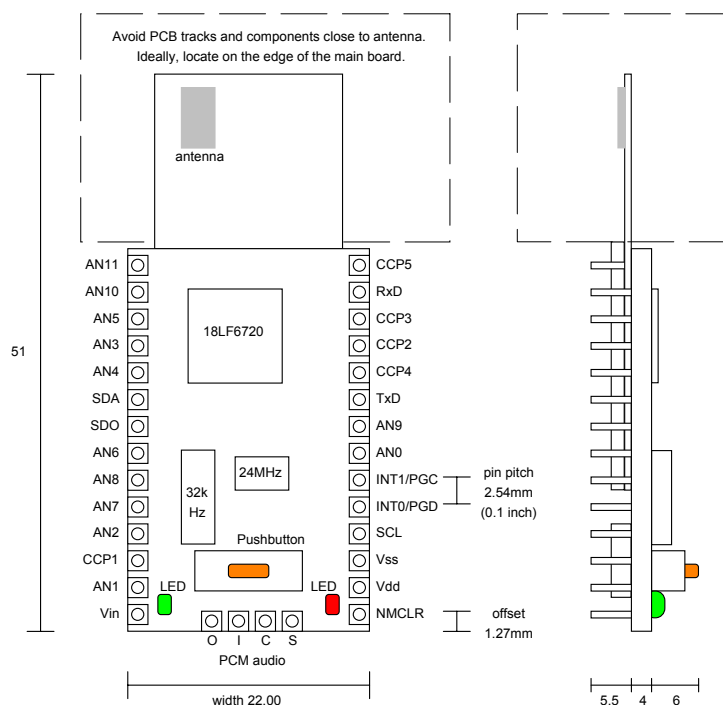 Avoid PCB tracks and components close to antenna.
Ideally, locate on the edge of the main board.
antenna
51
AN11
AN10
AN5
AN3
AN4
SDA
SDO
AN6
AN8
AN7
AN2
CCP1
AN1
Vin
18LF6720
24MHz
32k
Hz
Pushbutton
LED
LED
O I C S
PCM audio
CCP5
RxD
CCP3
CCP2
CCP4
TxD
AN9
AN0
INT1/PGC
INT0/PGD
SCL
Vss
Vdd
NMCLR
pin pitch
2.54mm
(0.1 inch)
offset
1.27mm
width 22.00
5.5 4 6